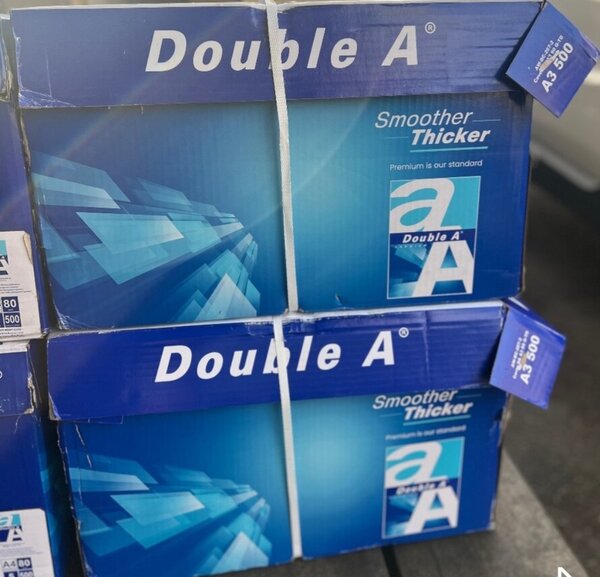 Double A®
A3 500
Smoother
Thicker
Premium is our standard
a
Double A
A
80
500
Double A®
A3 500
Smoother
Thicker
Premium is our standard
a
Double A
A
A4 80
500